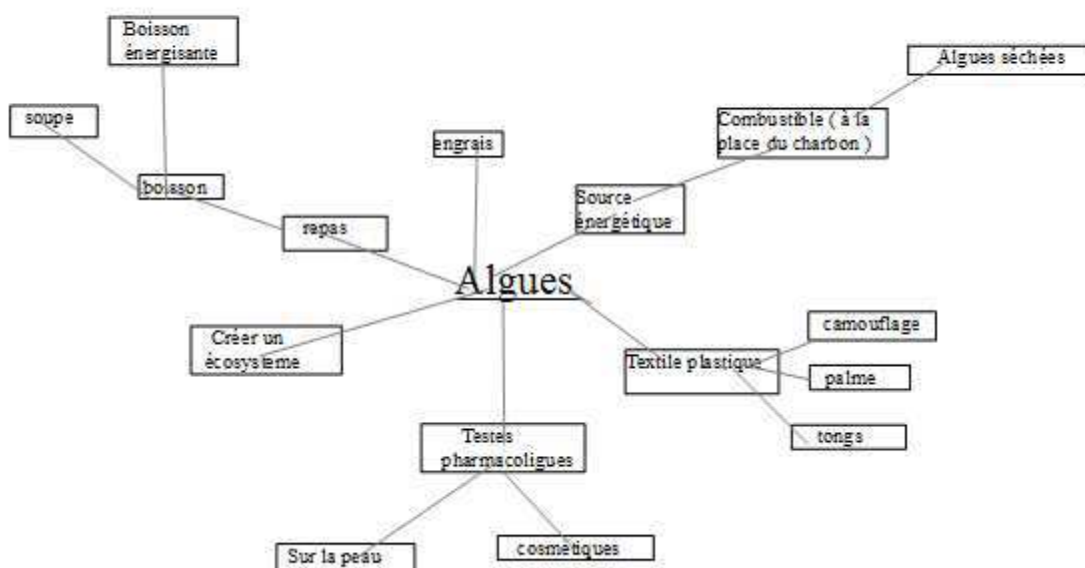 Boisson
énergisante
Algues séchées
soupe
Combustible ( à la
place du charbon )
engrais
boisson
Source
énergétique
repas
Algues
camouflage
Créer un
écosysteme
Textile plastique
palme
tongs
Testes
pharmacoligues
Sur la peau
cosmétiques